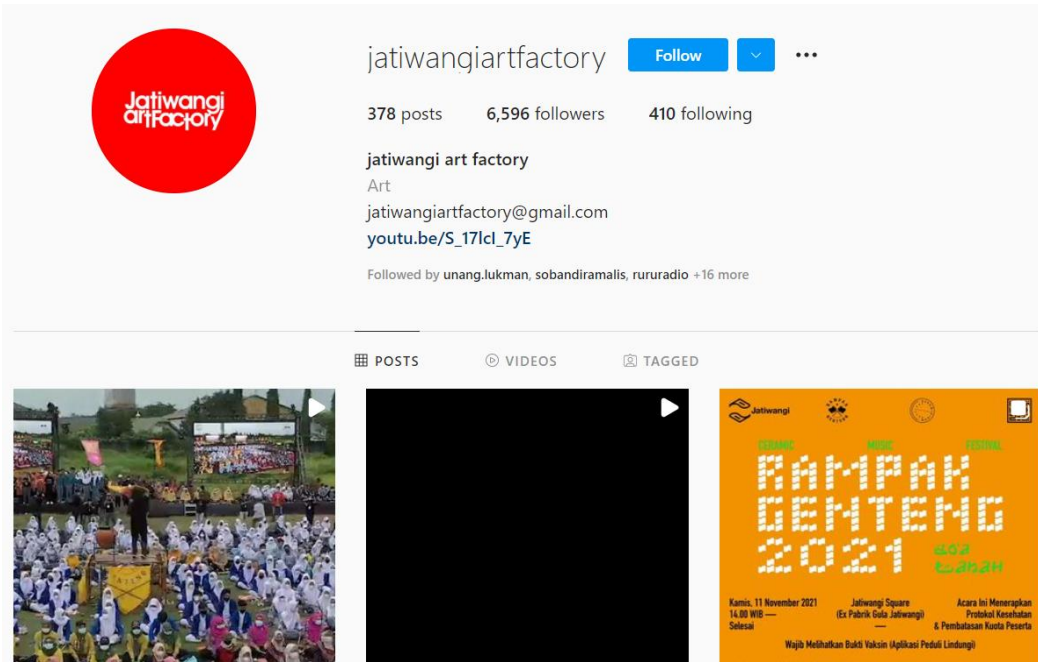 Jatiwangi
artFactory
jatiwangiartfactory
Follow
378 posts 6,596 followers 410 following
jatiwangi art factory
Art
jatiwangiartfactory@gmail.com
youtu.be/S_17lcI_7yE
Followed by unang.lukman, sobandiramalis, rururadio +16 more
POSTS VIDEOS TAGGED
Jatiwangi
CERAMIC MUSIC FESTIVAL
RAMPAK
GENTENG
2021
doa
tanah
Kamis, 11 November 2021
14.00 WIB —
Selesai
Jatiwangi Square
(Ex Pabrik Gula Jatiwangi)
—
Acara Ini Menerapkan
Protokol Kesehatan
& Pembatasan Kuota Peserta
Wajib Melihatkan Bukti Vaksin (Aplikasi Peduli Lindungi)